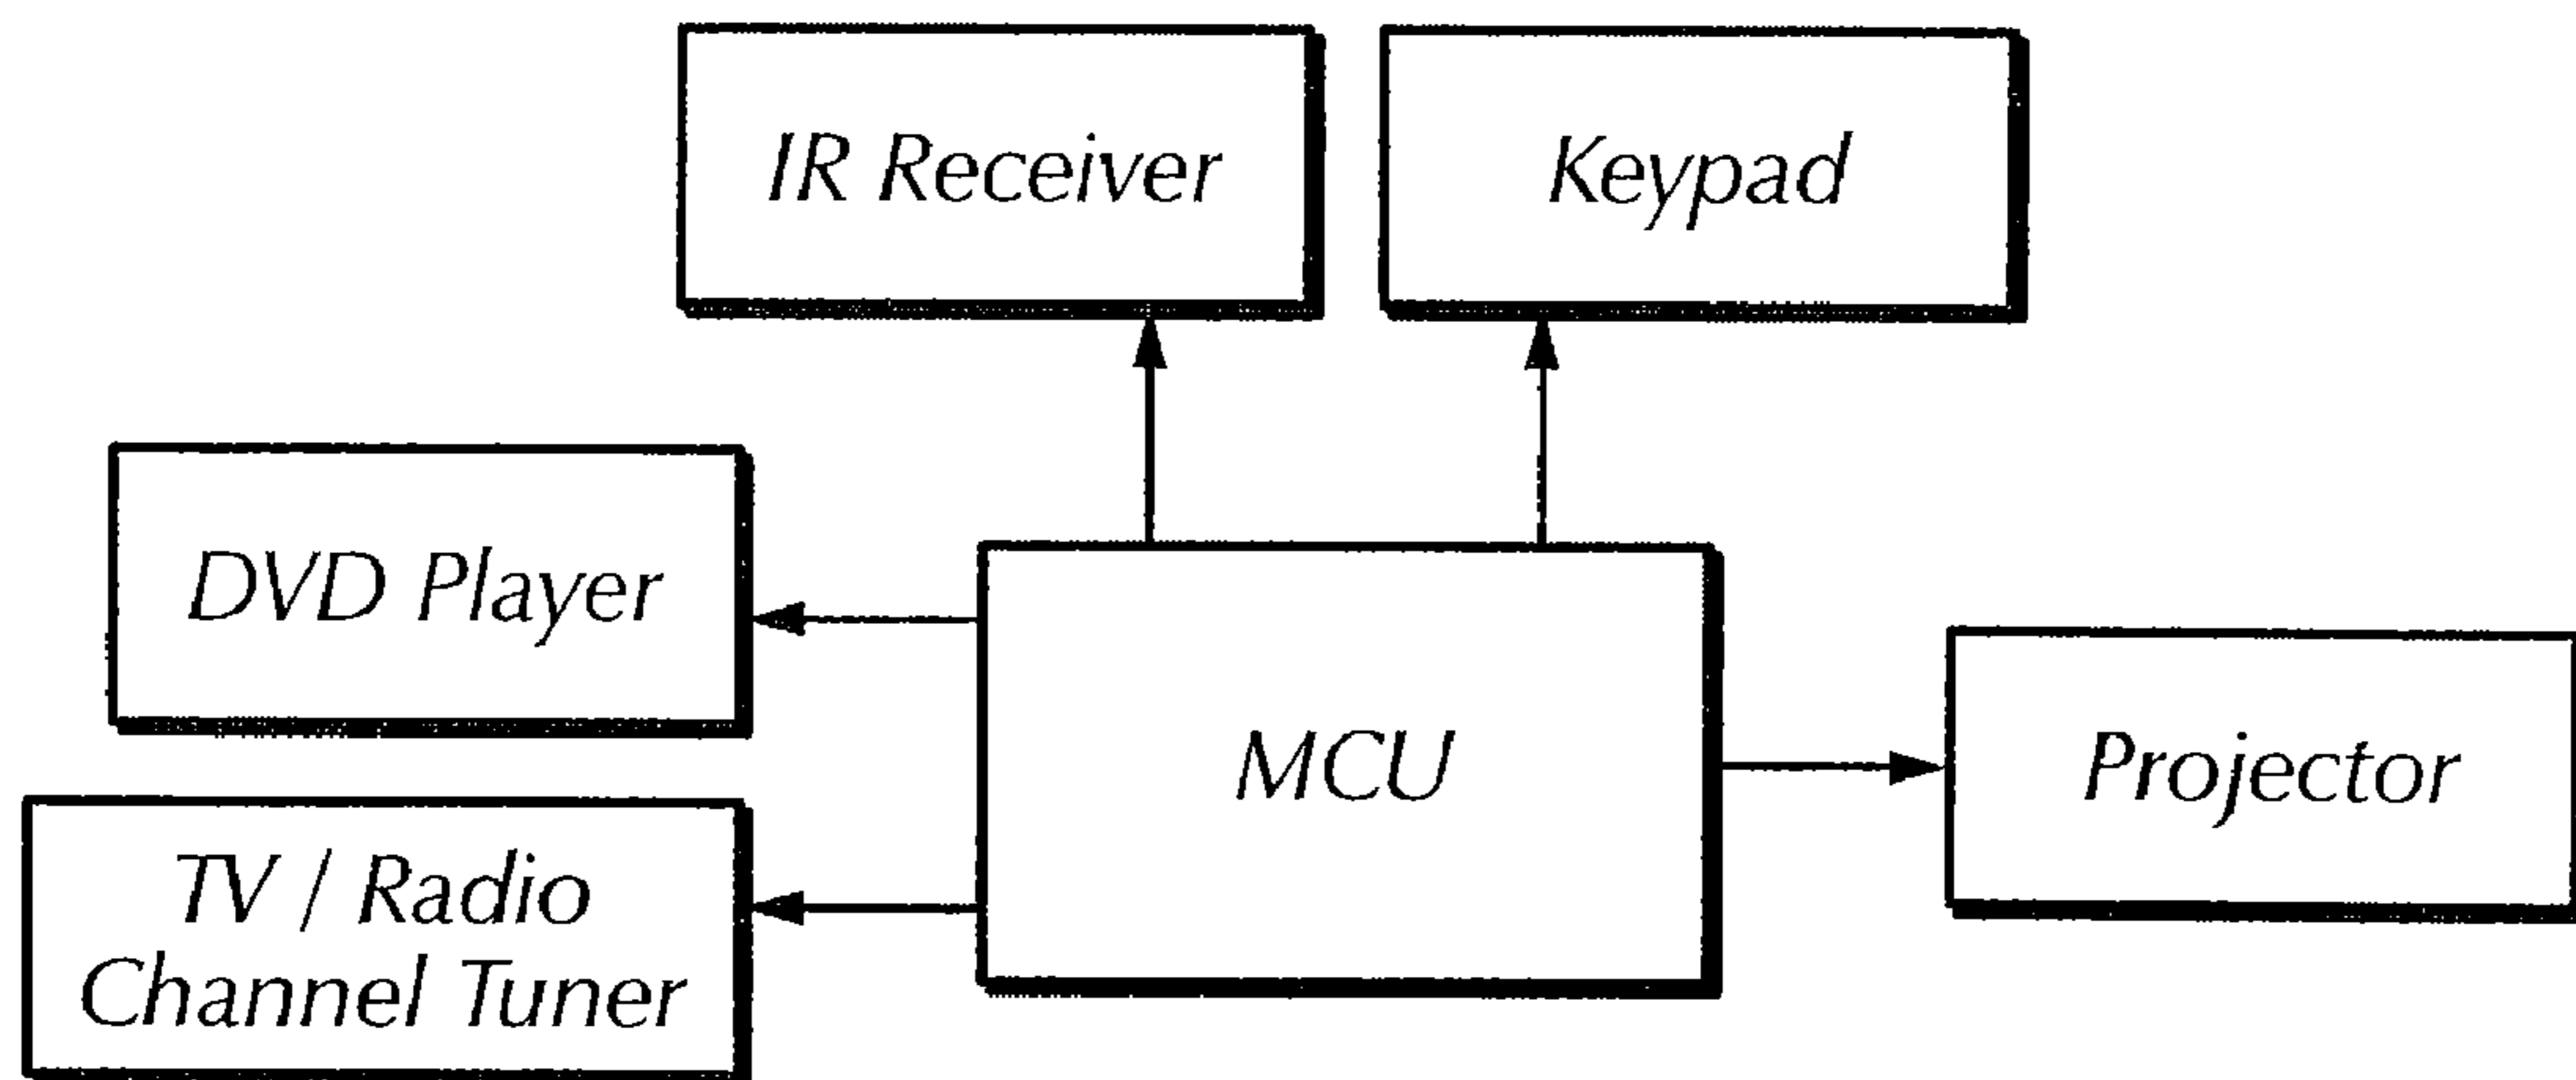 IR Receiver
Keypad
DVD Player
MCU
Projector
TV / Radio
Channel Tuner